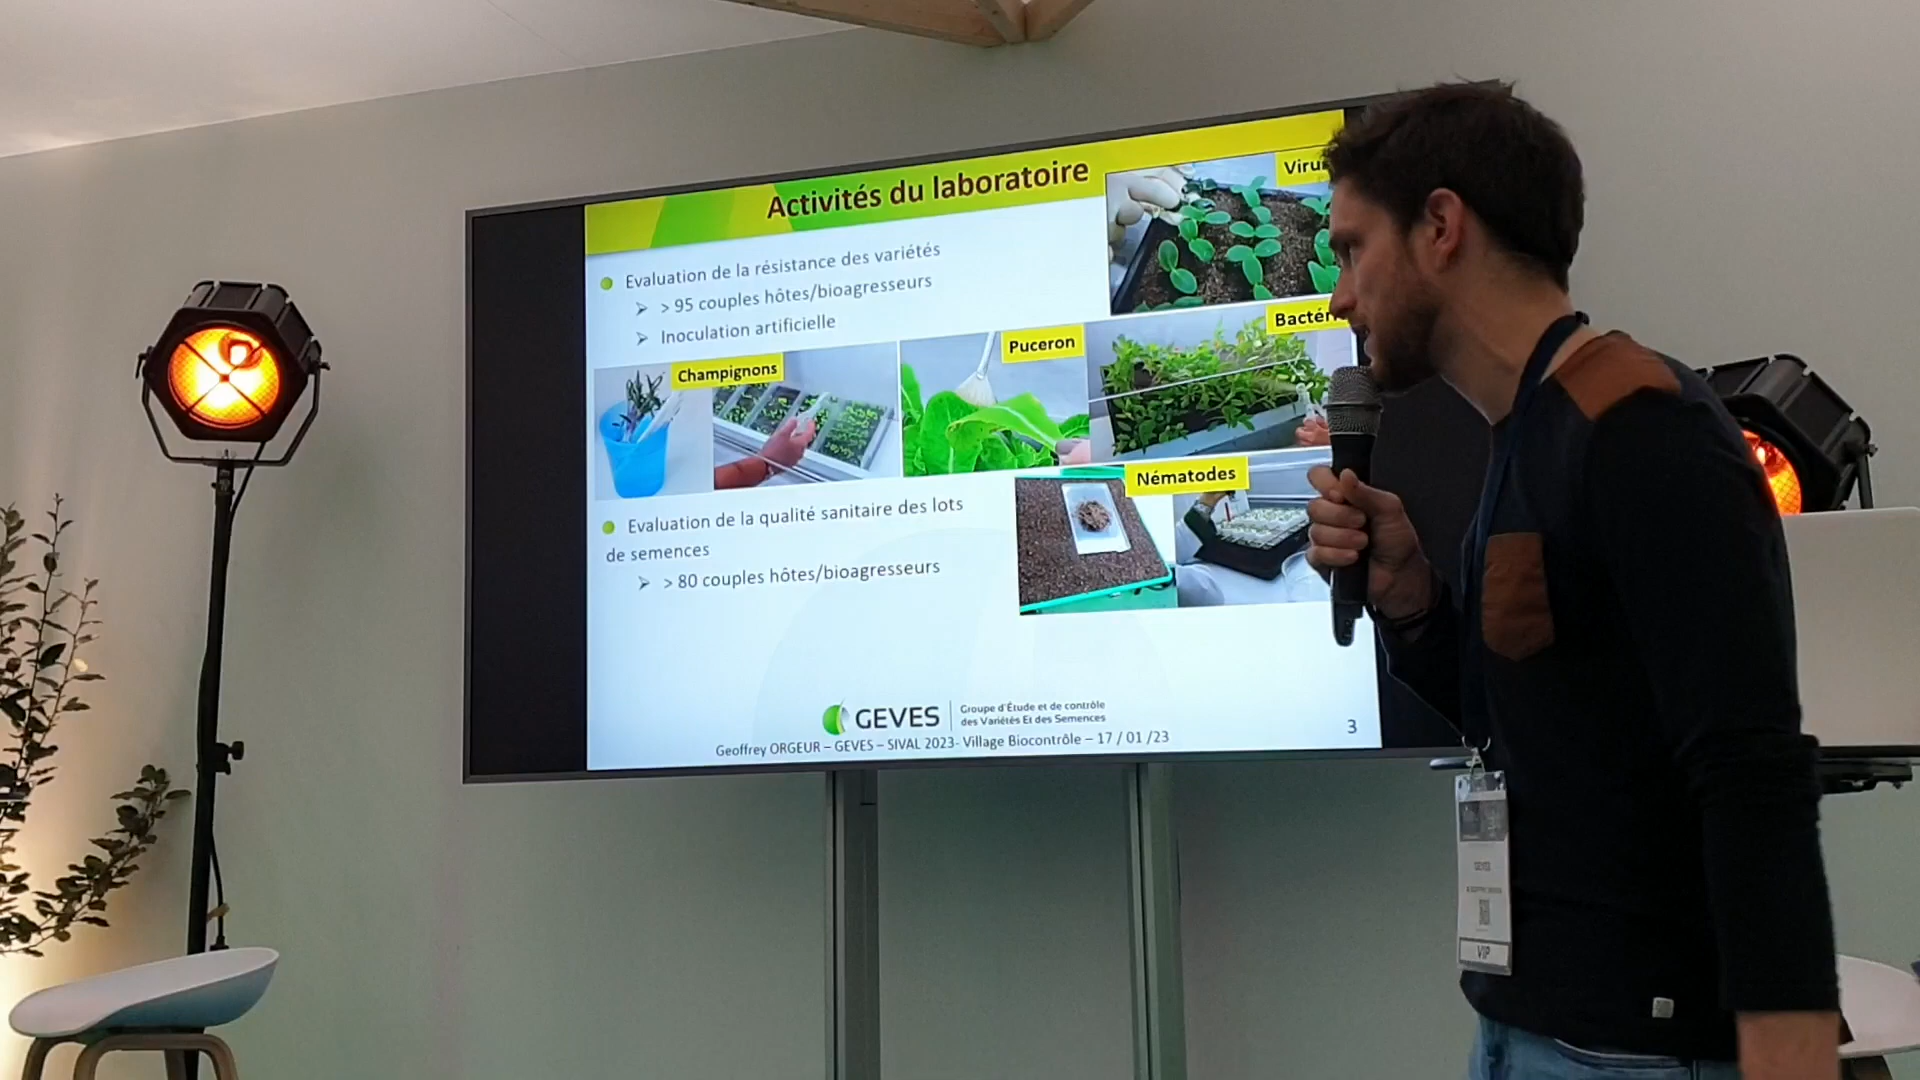 Activités du laboratoire
Evaluation de la résistance des variétés
> 95 couples hôtes/bioagresseurs
Inoculation artificielle
Champignons
Puceron
Nématodes
Evaluation de la qualité sanitaire des lots
de semences
> 80 couples hôtes/bioagresseurs
GEVES
Groupe d'Étude et de contrôle
des Variétés Et des Semences
Geoffrey ORGEUR – GEVES – SIVAL 2023- Village Biocontrôle – 17 / 01 /23
3
VIP